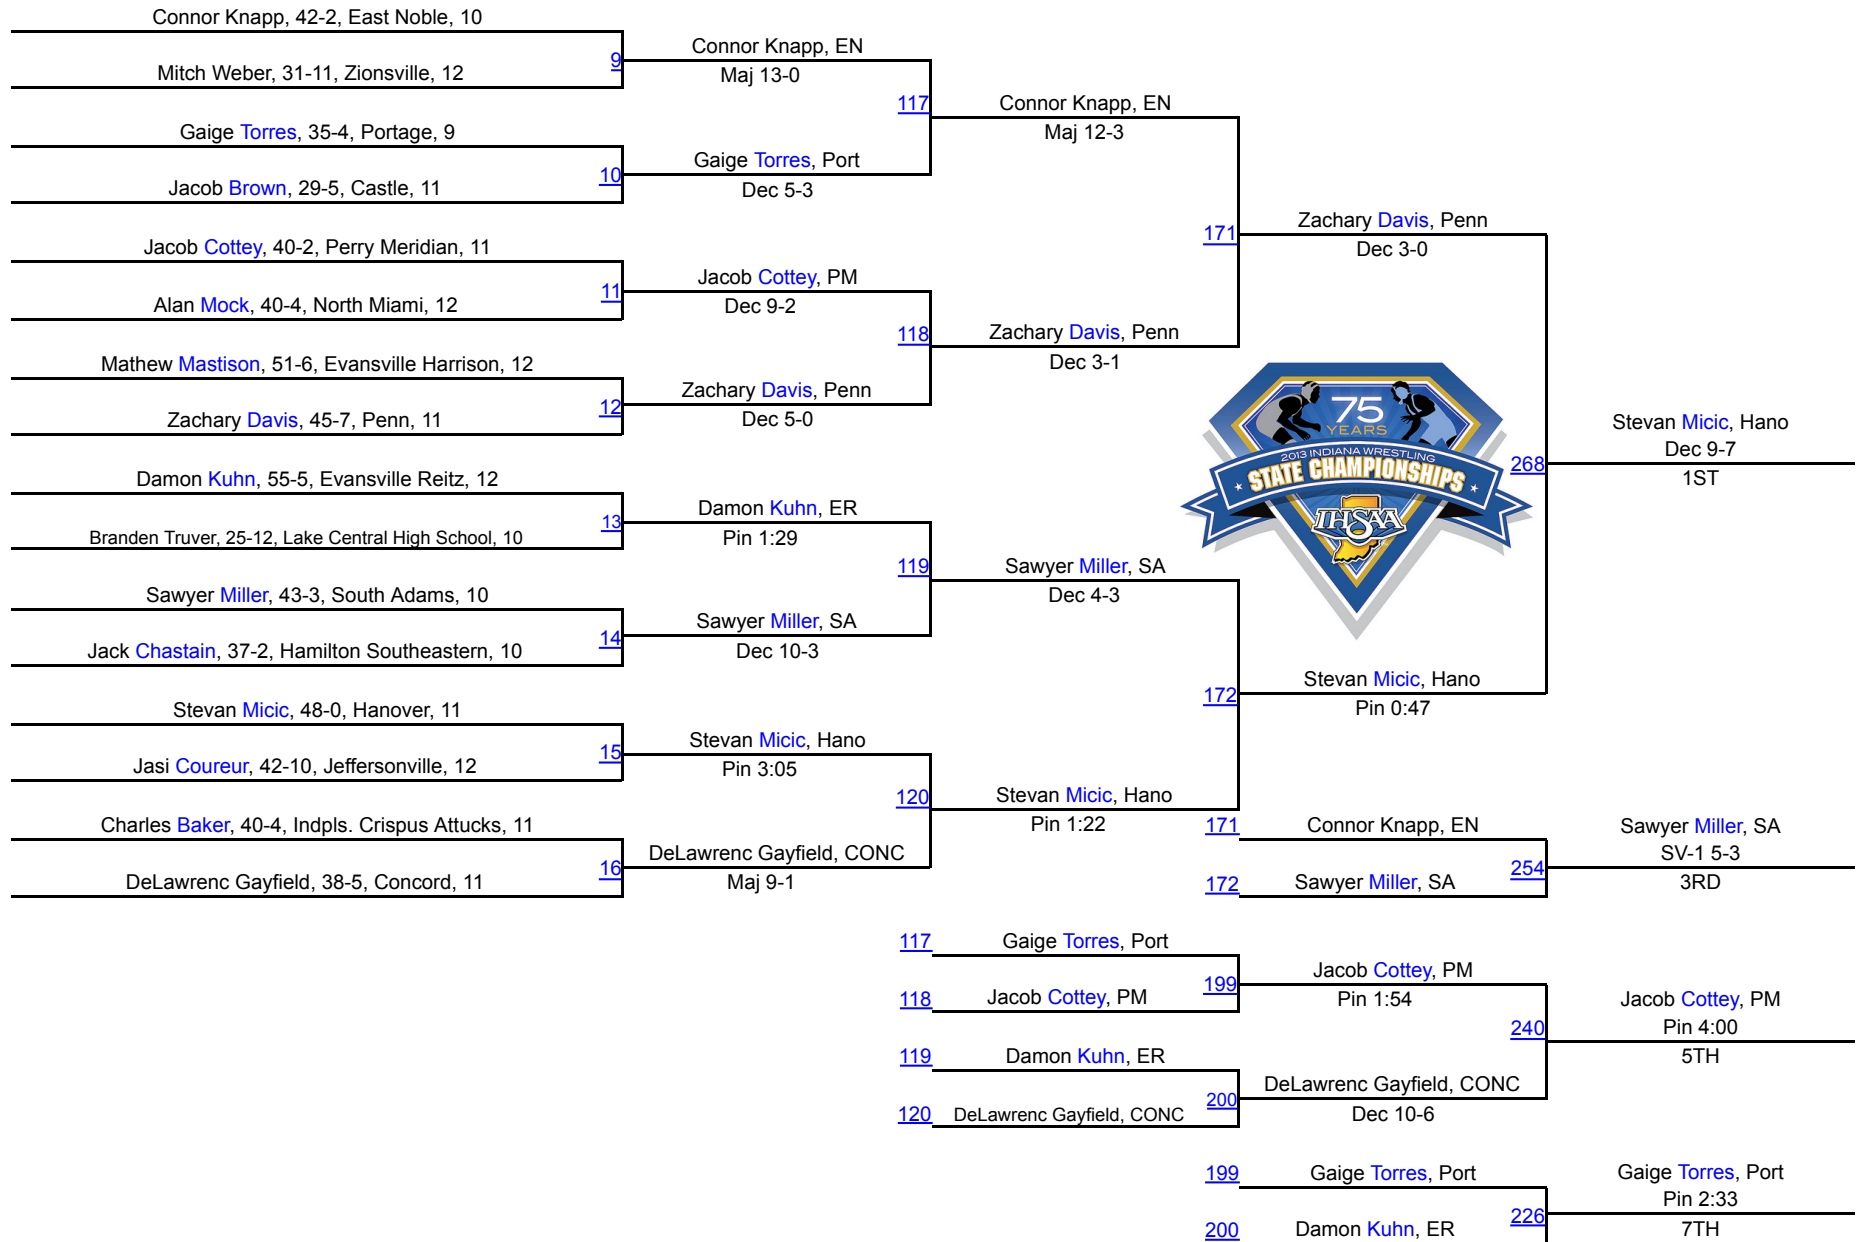 Connor Knapp, 42-2, East Noble, 10
9
Mitch Weber, 31-11, Zionsville, 12
Gaige Torres, 35-4, Portage, 9
10
Jacob Brown, 29-5, Castle, 11
Jacob Cottey, 40-2, Perry Meridian, 11
11
Alan Mock, 40-4, North Miami, 12
Mathew Mastison, 51-6, Evansville Harrison, 12
12
Zachary Davis, 45-7, Penn, 11
Damon Kuhn, 55-5, Evansville Reitz, 12
13
Branden Truver, 25-12, Lake Central High School, 10
Sawyer Miller, 43-3, South Adams, 10
14
Jack Chastain, 37-2, Hamilton Southeastern, 10
Stevan Micic, 48-0, Hanover, 11
15
Jasi Coureur, 42-10, Jeffersonville, 12
Charles Baker, 40-4, Indpls. Crispus Attucks, 11
16
DeLawrenc Gayfield, 38-5, Concord, 11
Connor Knapp, EN
Maj 13-0
117
Gaige Torres, Port
Dec 5-3
Jacob Cottey, PM
Dec 9-2
118
Zachary Davis, Penn
Dec 5-0
Damon Kuhn, ER
Pin 1:29
119
Sawyer Miller, SA
Dec 10-3
Stevan Micic, Hano
Pin 3:05
120
DeLawrenc Gayfield, CONC
Maj 9-1
Connor Knapp, EN
Maj 12-3
171
Zachary Davis, Penn
Dec 3-1
Sawyer Miller, SA
Dec 4-3
172
Stevan Micic, Hano
Pin 1:22
Zachary Davis, Penn
Dec 3-0
75
YEARS
2013 INDIANA WRESTLING
STATE CHAMPIONSHIPS
IHSAA
268
Stevan Micic, Hano
Pin 0:47
Stevan Micic, Hano
Dec 9-7
1ST
171 Connor Knapp, EN
254
172 Sawyer Miller, SA
Sawyer Miller, SA
SV-1 5-3
3RD
117 Gaige Torres, Port
199
118 Jacob Cottey, PM
119 Damon Kuhn, ER
200
120 DeLawrenc Gayfield, CONC
Jacob Cottey, PM
Pin 1:54
240
DeLawrenc Gayfield, CONC
Dec 10-6
Jacob Cottey, PM
Pin 4:00
5TH
199 Gaige Torres, Port
226
200 Damon Kuhn, ER
Gaige Torres, Port
Pin 2:33
7TH